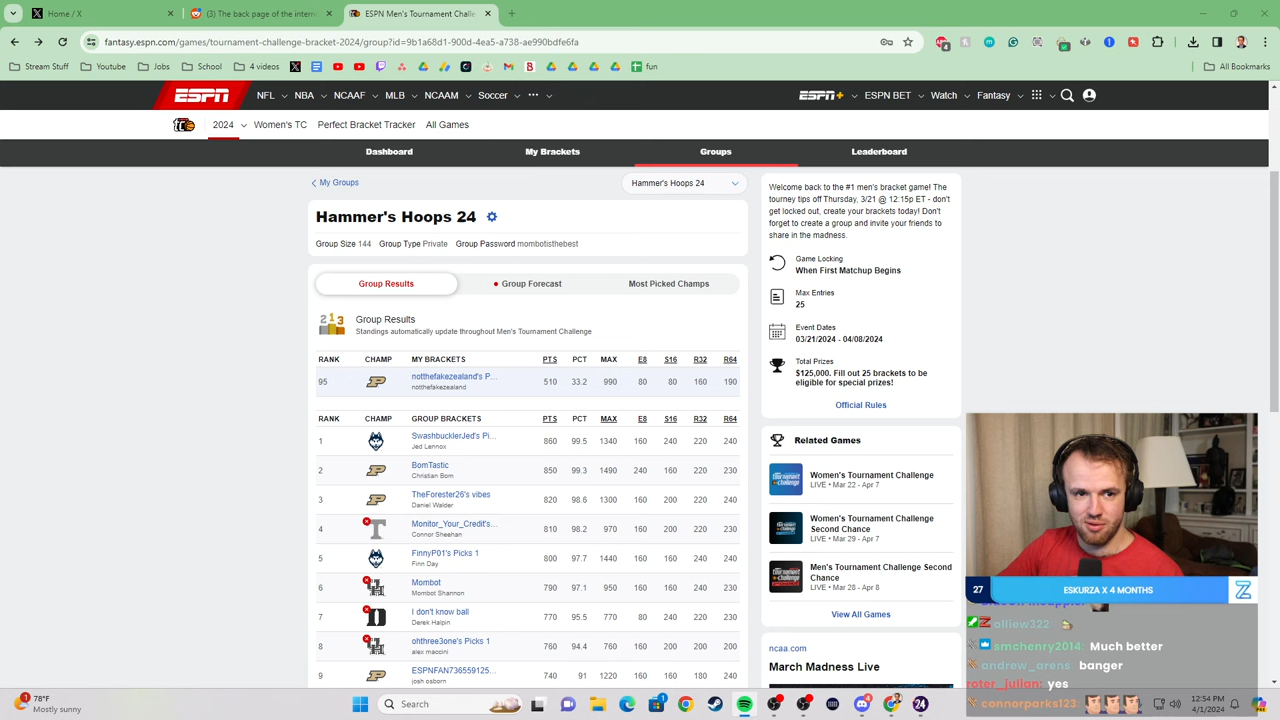 Home / X
(3) The back page of the intern
ESPN Men's Tournament Challe
fantasy.espn.com/games/tournament-challenge-bracket-2024/group?id=9b1a68d1-900d-4ea5-a738-ae990bdfe6fa
Stream Stuff
Youtube
Jobs
School
4 videos
fun
All Bookmarks
ESPN
NFL
NBA
NCAAF
MLB
NCAAM
Soccer
ESPN+
ESPN BET
Watch
Fantasy
2024
Women's TC
Perfect Bracket Tracker
All Games
Dashboard
My Brackets
Groups
Leaderboard
My Groups
Hammer's Hoops 24
Hammer's Hoops 24
Group Size 144 Group Type Private Group Password mombotisthebest
Group Results
Group Forecast
Most Picked Champs
Group Results
Standings automatically update throughout Men's Tournament Challenge
RANK CHAMP MY BRACKETS PTS PCT MAX E8 S16 R32 R64
95 notthefakezealand's P... 510 33.2 990 80 80 160 190
notthefakezealand
RANK CHAMP GROUP BRACKETS PTS PCT MAX E8 S16 R32 R64
1 SwashbucklerJed's Pi... 860 99.5 1340 160 240 220 240
Jed Lennox
2 BomTastic 850 99.3 1490 240 160 220 230
Christian Bom
3 TheForester26's vibes 820 98.6 1300 160 200 220 240
Daniel Walder
4 Monitor_Your_Credit's... 810 98.2 970 160 200 220 230
Connor Sheehan
5 FinnyP01's Picks 1 800 97.7 1440 160 160 240 240
Finn Day
6 Mombot 790 97.1 950 160 160 240 230
Mombot Shannon
7 I don't know ball 770 95.5 770 80 240 220 230
Derek Halpin
8 ohthree3one's Picks 1 760 94.4 760 160 160 200 240
alex maccini
9 ESPNFAN736559125... 740 91 1220 160 160 180 240
josh osborn
Welcome back to the #1 men's bracket game! The
tourney tips off Thursday, 3/21 @ 12:15p ET - don't
get locked out, create your brackets today! Don't
forget to create a group and invite your friends to
share in the madness.
Game Locking
When First Matchup Begins
Max Entries
25
Event Dates
03/21/2024 - 04/08/2024
Total Prizes
$125,000. Fill out 25 brackets to be
eligible for special prizes!
Official Rules
Related Games
Women's Tournament Challenge
LIVE • Mar 22 - Apr 7
Women's Tournament Challenge
Second Chance
LIVE • Mar 29 - Apr 7
Men's Tournament Challenge Second
Chance
LIVE • Mar 28 - Apr 8
View All Games
ncaa.com
March Madness Live
27 ESKURZA X 4 MONTHS
olliew322:
smchenry2014: Much better
andrew_arens: banger
roter_julian: yes
connorparks123
78°F
Mostly sunny
Search
12:54 PM
4/1/2024